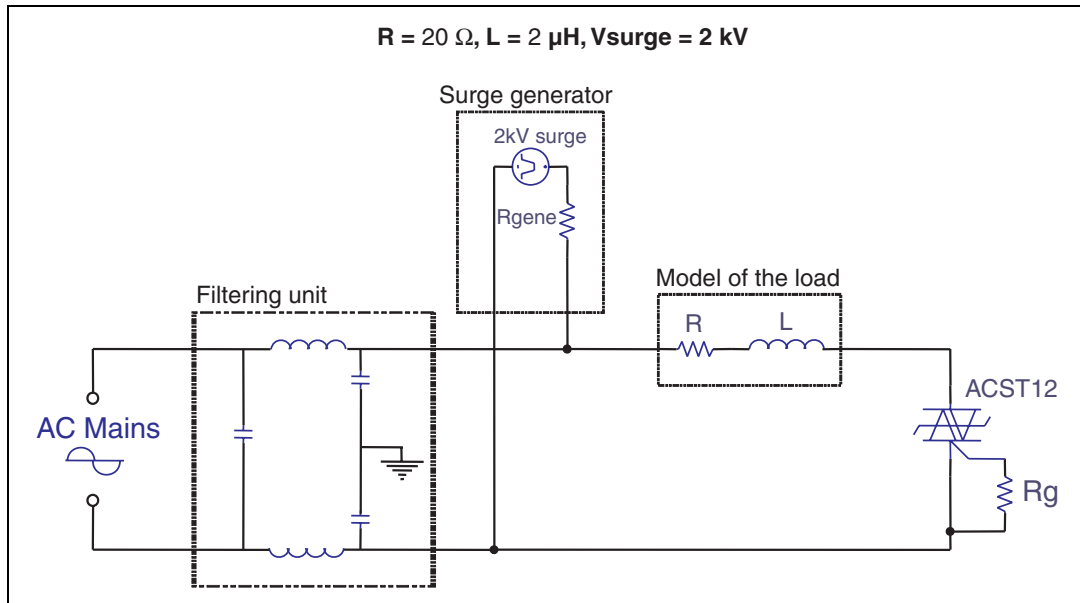 R = 20 Ω, L = 2 µH, Vsurge = 2 kV
Surge generator
2kV surge
Rgene
Model of the load
Filtering unit
R
L
ACST12
AC Mains
Rg